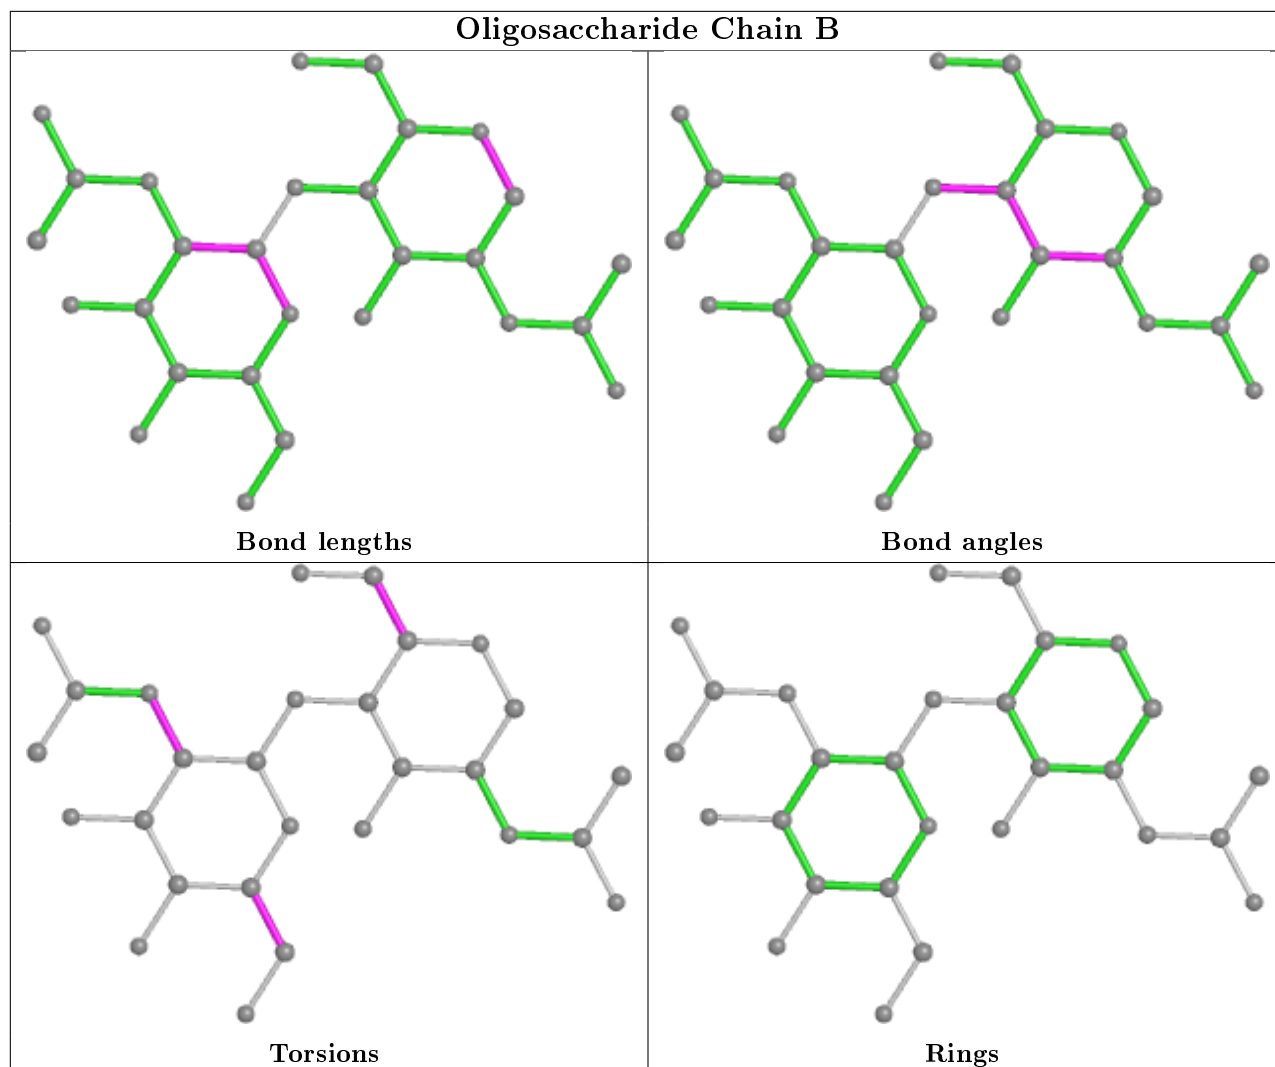 Oligosaccharide Chain B
Bond lengths
Bond angles
Torsions
Rings